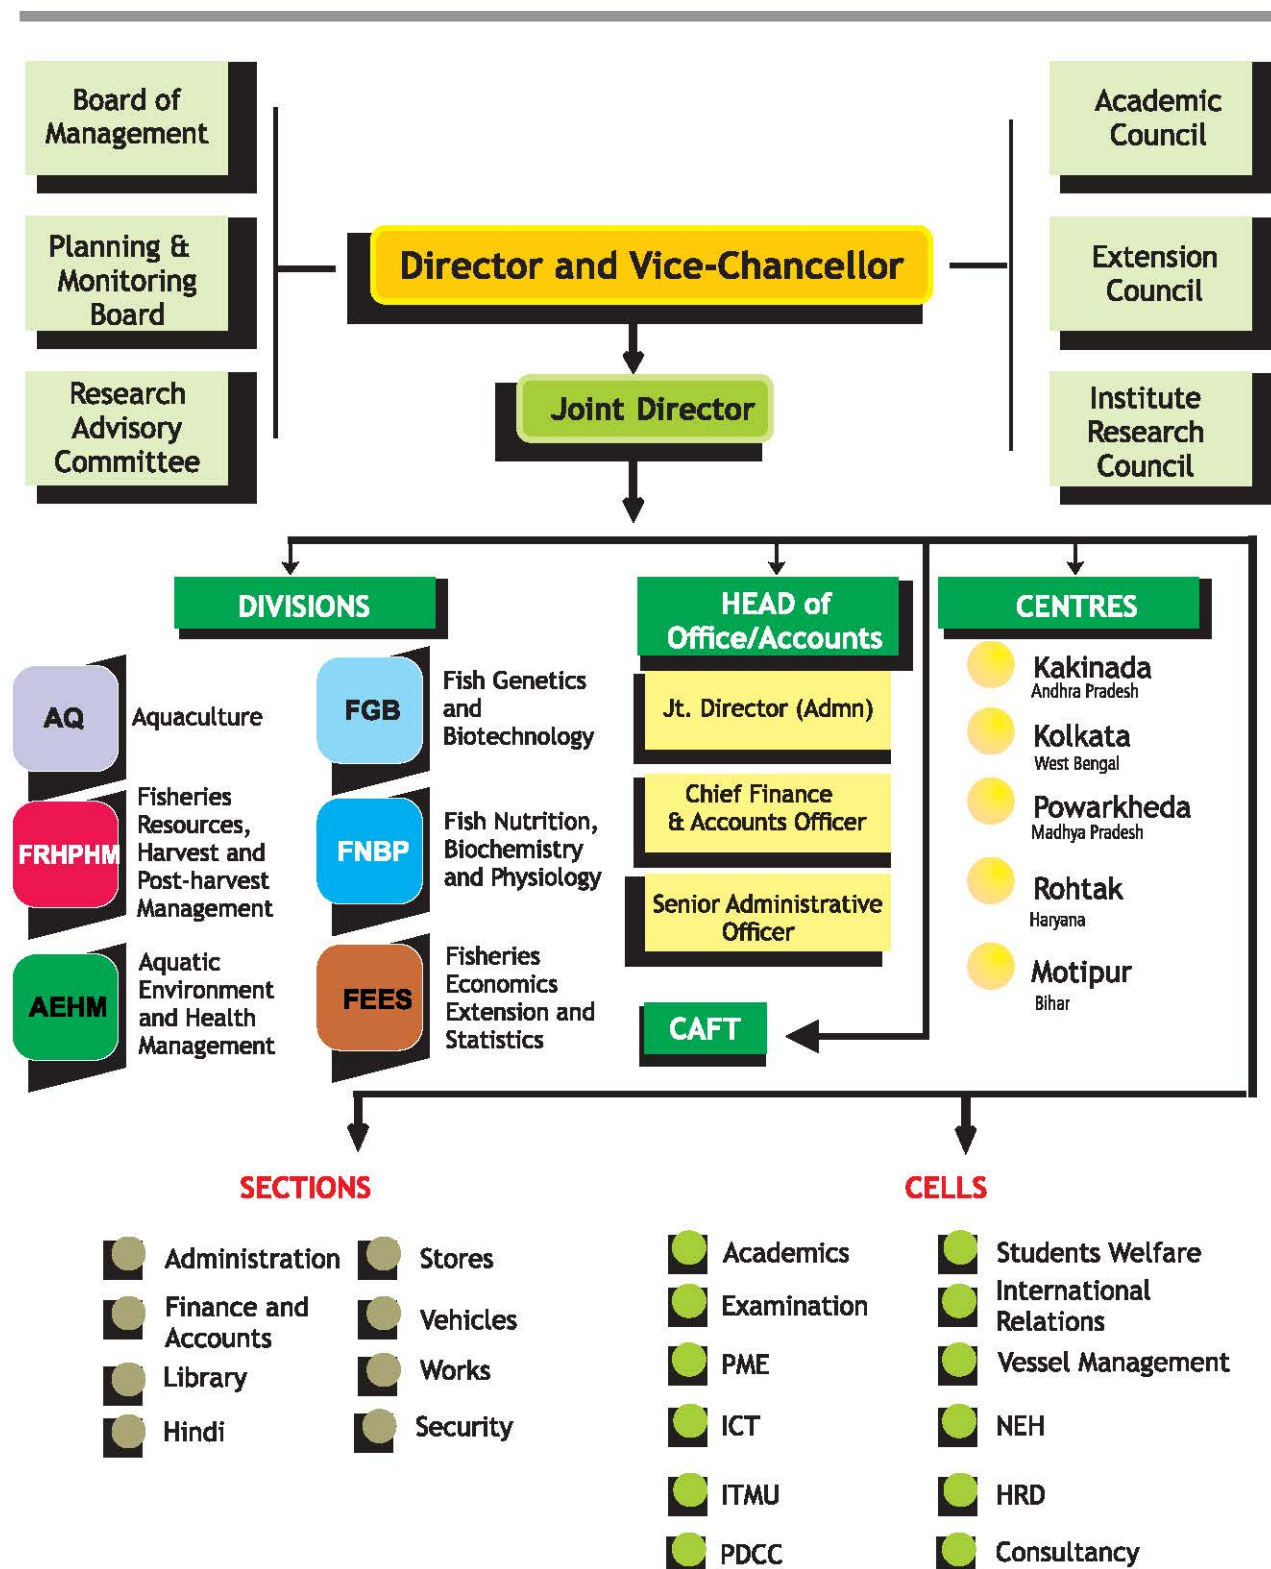 Board of
Management
Planning &
Monitoring
Board
Research
Advisory
Committee
Director and Vice-Chancellor
Joint Director
Academic
Council
Extension
Council
Institute
Research
Council
DIVISIONS
AQ
Aquaculture
FRHPHM
Fisheries
Resources,
Harvest and
Post-harvest
Management
AEHM
Aquatic
Environment
and Health
Management
FGB
Fish Genetics
and
Biotechnology
FNBP
Fish Nutrition,
Biochemistry
and Physiology
FEES
Fisheries
Economics
Extension and
Statistics
HEAD of
Office/Accounts
Jt. Director (Admn)
Chief Finance
& Accounts Officer
Senior Administrative
Officer
CAFT
CENTRES
Kakinada
Andhra Pradesh
Kolkata
West Bengal
Powarkheda
Madhya Pradesh
Rohtak
Haryana
Motipur
Bihar
SECTIONS
Administration
Finance and
Accounts
Library
Hindi
Stores
Vehicles
Works
Security
CELLS
Academics
Examination
PME
ICT
ITMU
PDCC
Students Welfare
International
Relations
Vessel Management
NEH
HRD
Consultancy